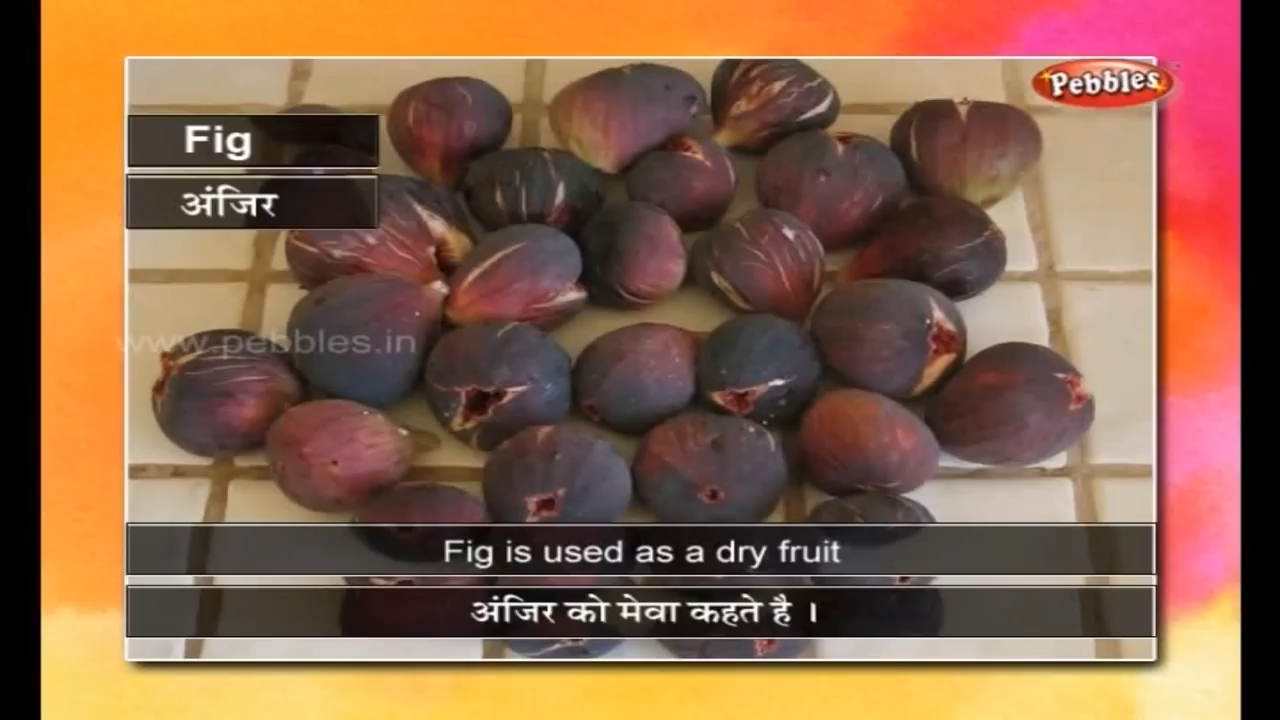 Pebbles
Fig
अंजिर
www.pebbles.in
Fig is used as a dry fruit
अंजिर को मेवा कहते है ।